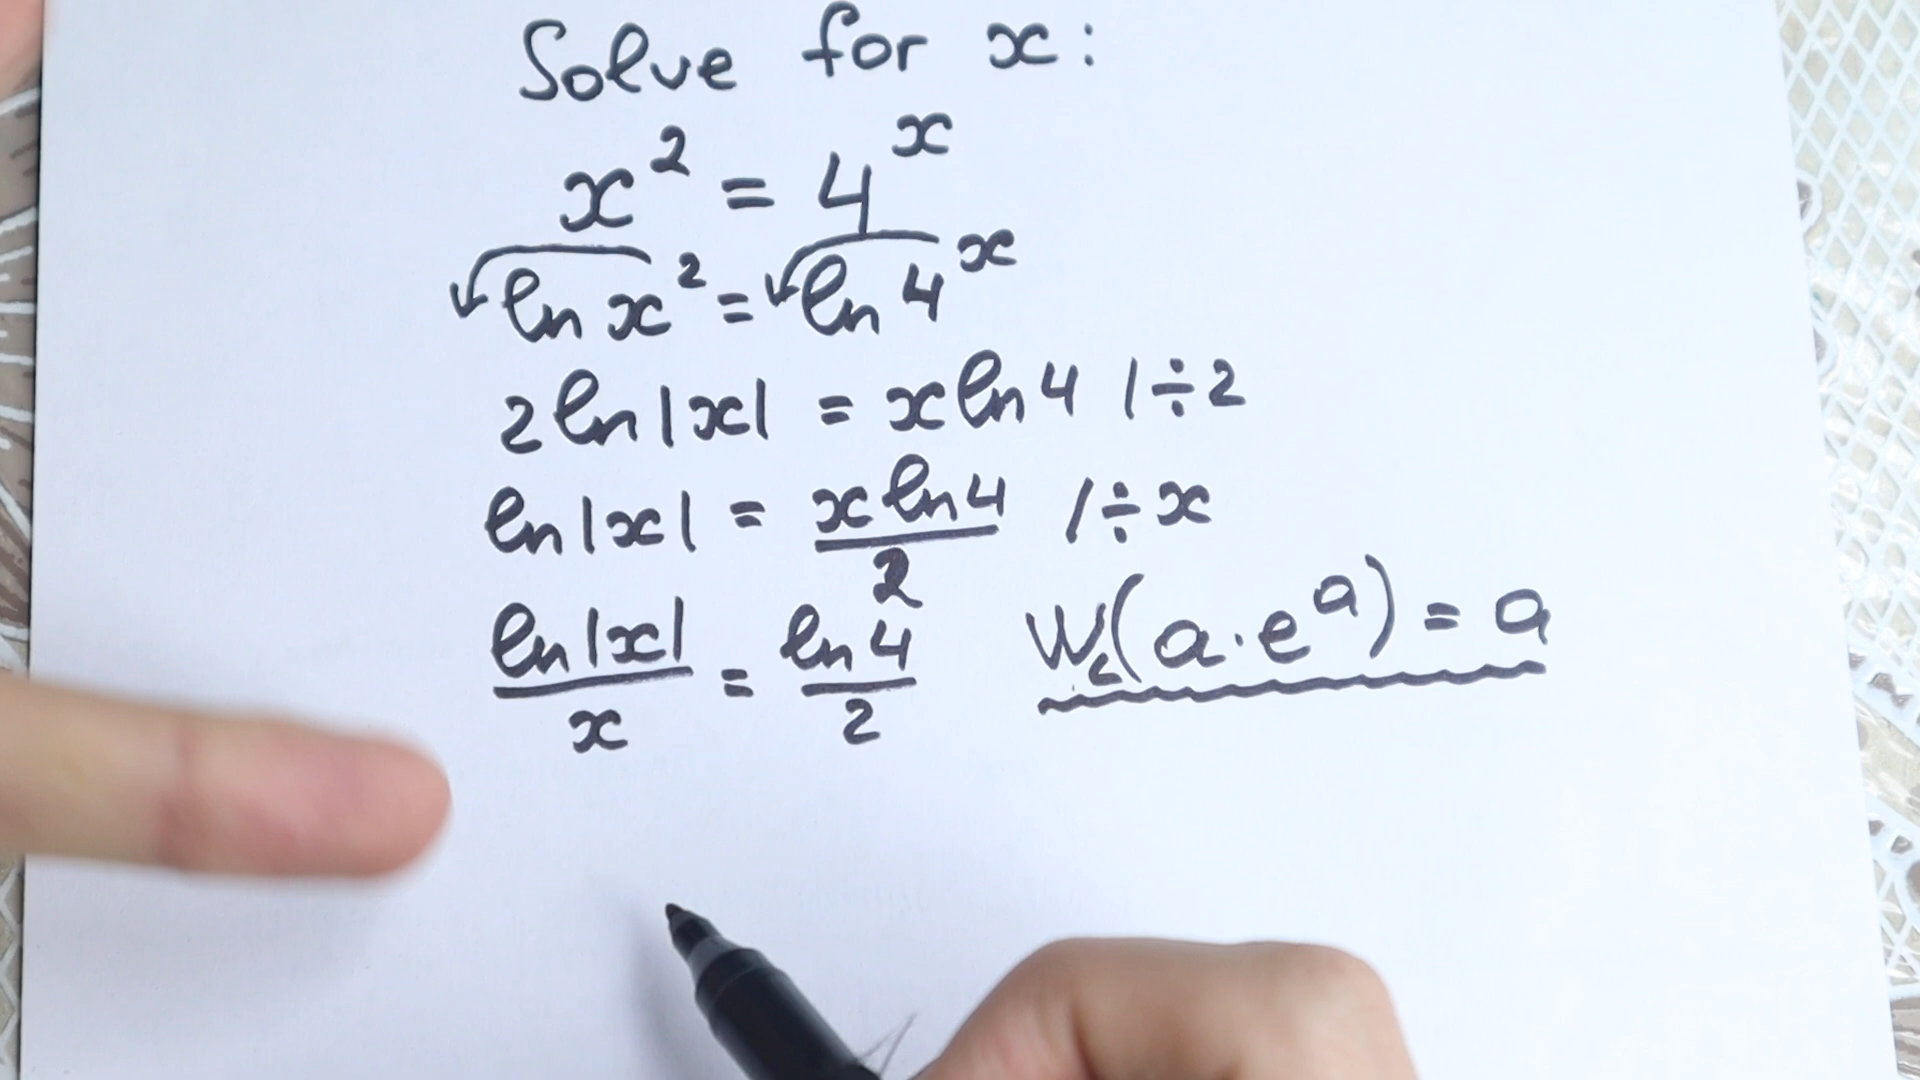 Solve for x:
x² = 4ˣ
ln x² = ln 4ˣ
2 ln |x| = x ln 4 / ÷ 2
ln |x| = x ln 4 / 2 / ÷ x
ln |x| / x = ln 4 / 2 W_L(a · eᵃ) = a